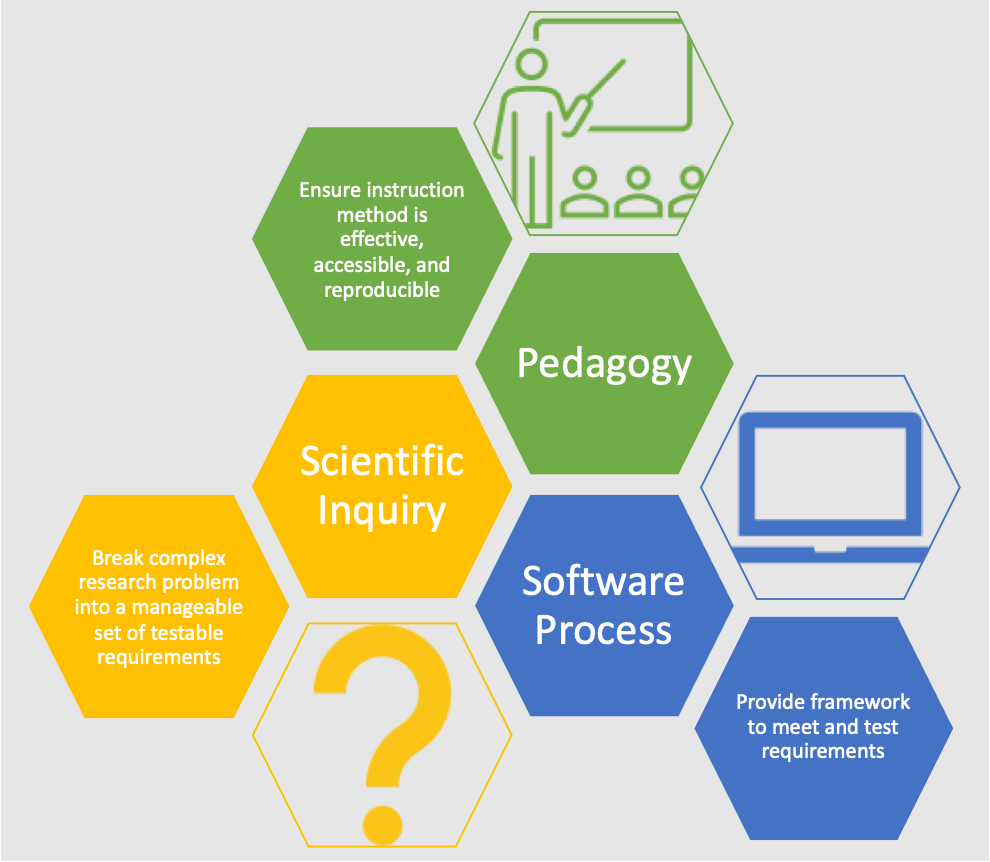 Ensure instruction
method is
effective,
accessible, and
reproducible
Pedagogy
Scientific
Inquiry
Break complex
research problem
into a manageable
set of testable
requirements
Software
Process
Provide framework
to meet and test
requirements